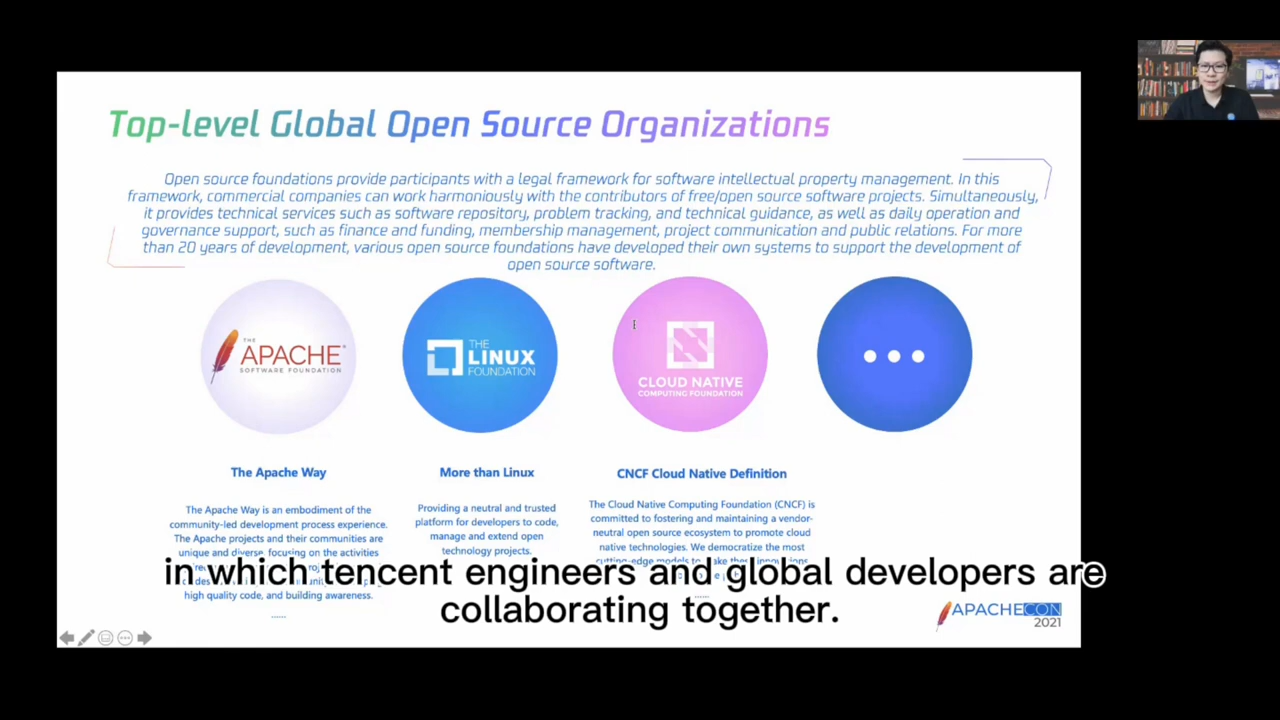 Top-level Global Open Source Organizations
Open source foundations provide participants with a legal framework for software intellectual property management. In this
framework, commercial companies can work harmoniously with the contributors of free/open source software projects. Simultaneously,
it provides technical services such as software repository, problem tracking, and technical guidance, as well as daily operation and
governance support, such as finance and funding, membership management, project communication and public relations. For more
than 20 years of development, various open source foundations have developed their own systems to support the development of
open source software.
THE
APACHE®
SOFTWARE FOUNDATION
THE
LINUX
FOUNDATION
CLOUD NATIVE
COMPUTING FOUNDATION
The Apache Way
The Apache Way is an embodiment of the
community-led development process experience.
The Apache projects and their communities are
unique and diverse, focusing on the activities
high quality code, and building awareness.
......
More than Linux
Providing a neutral and trusted
platform for developers to code,
manage and extend open
technology projects.
CNCF Cloud Native Definition
The Cloud Native Computing Foundation (CNCF) is
committed to fostering and maintaining a vendor-
neutral open source ecosystem to promote cloud
native technologies. We democratize the most
cutting-edge models to make these innovations
......
in which tencent engineers and global developers are
collaborating together.
APACHECON
2021